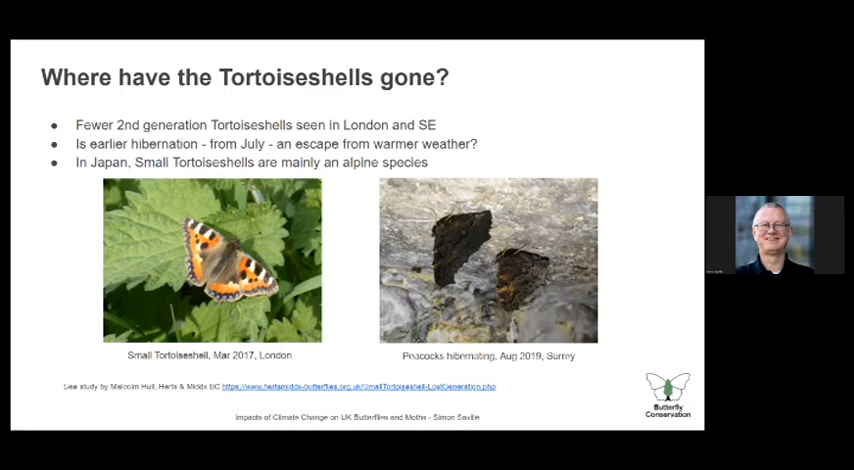 Where have the Tortoiseshells gone?
● Fewer 2nd generation Tortoiseshells seen in London and SE
● Is earlier hibernation - from July - an escape from warmer weather?
● In Japan, Small Tortoiseshells are mainly an alpine species
Small Tortoiseshell, Mar 2017, London
Peacocks hibernating, Aug 2019, Surrey
See study by Malcolm Hull, Herts & Middx BC https://www.hertsmiddx-butterflies.org.uk/SmallTortoiseshell-LostGeneration.php
Butterfly
Conservation
Impacts of Climate Change on UK Butterflies and Moths - Simon Saville